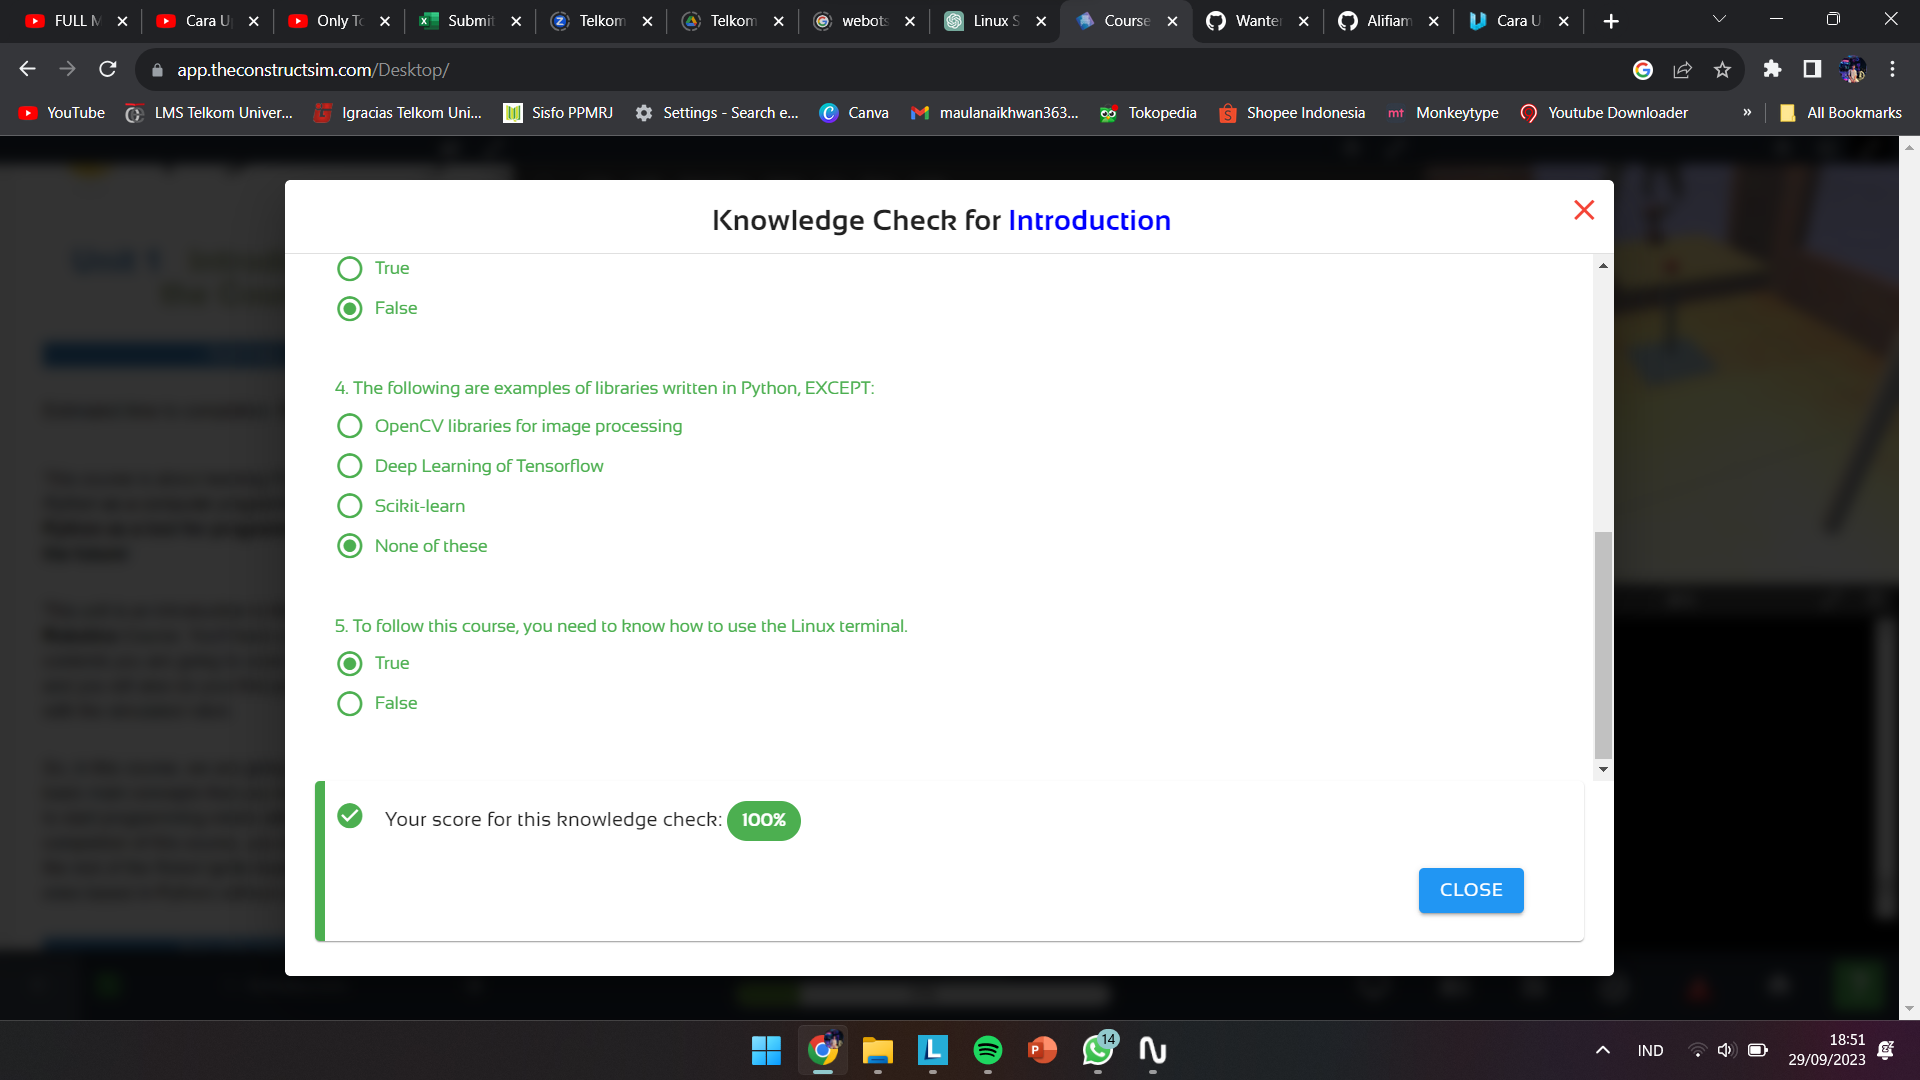 FULL M
Cara U
Only To
Submit
Telkom
Telkom
webots
Linux S
Course
Wanter
Alifiam
Cara U
app.theconstructsim.com/Desktop/
YouTube
LMS Telkom Univer...
Igracias Telkom Uni...
Sisfo PPMRJ
Settings - Search e...
Canva
maulanaikhwan363...
Tokopedia
Shopee Indonesia
mt Monkeytype
Youtube Downloader
»
All Bookmarks
Knowledge Check for Introduction
True
False
4. The following are examples of libraries written in Python, EXCEPT:
OpenCV libraries for image processing
Deep Learning of Tensorflow
Scikit-learn
None of these
5. To follow this course, you need to know how to use the Linux terminal.
True
False
Your score for this knowledge check: 100%
CLOSE
14
IND
18:51
29/09/2023